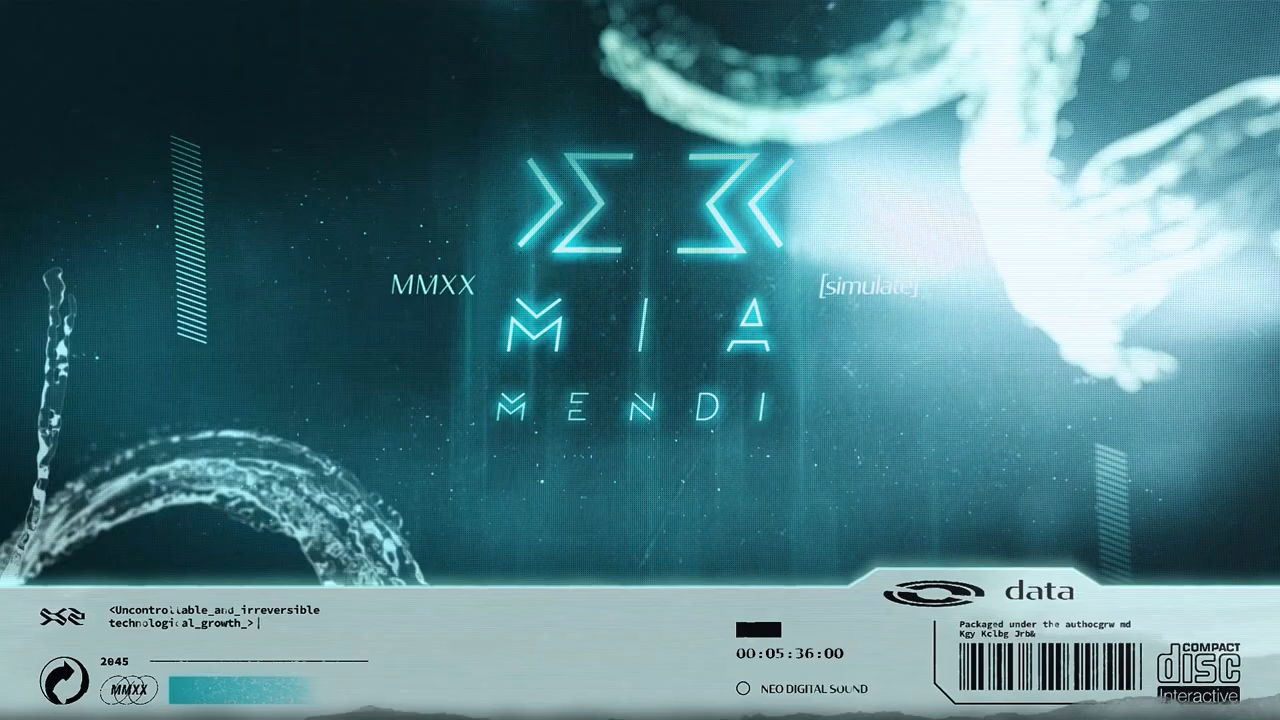 MMXX
[simulate]
MIA
MENDI
data
<Uncontrollable_and_irreversible
technological_growth_>|
Packaged under the authocgrw md
Kgy Kclbg Jrb&
00:05:36:00
2045
MMXX
NEO DIGITAL SOUND
COMPACT
disc
Interactive